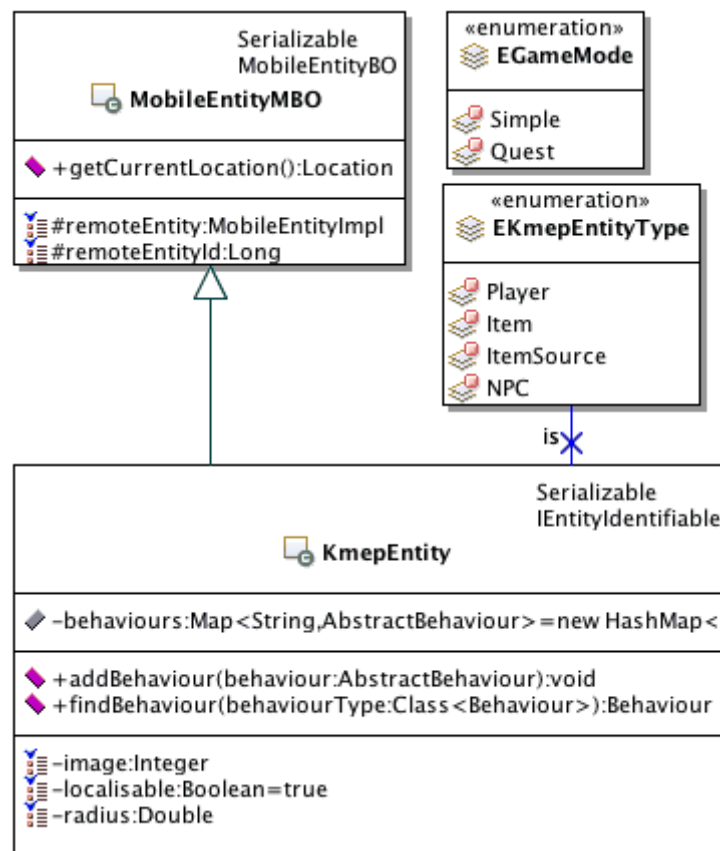 Serializable
MobileEntityBO
MobileEntityMBO
+getCurrentLocation():Location
#remoteEntity:MobileEntityImpl
#remoteEntityId:Long
«enumeration»
EGameMode
Simple
Quest
«enumeration»
EKmepEntityType
Player
Item
ItemSource
NPC
is
Serializable
IEntityIdentifiable
KmepEntity
-behaviours:Map<String,AbstractBehaviour>=new HashMap<
+addBehaviour(behaviour:AbstractBehaviour):void
+findBehaviour(behaviourType:Class<Behaviour>):Behaviour
-image:Integer
-localisable:Boolean=true
-radius:Double